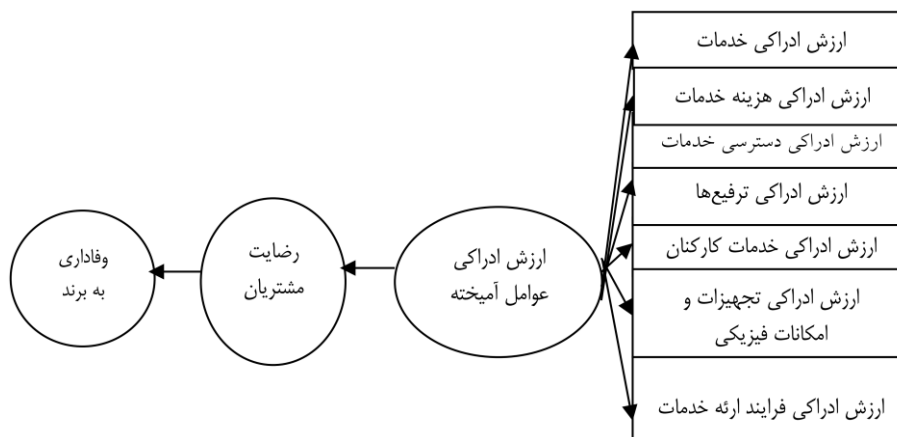 ارزش ادراکی خدمات
ارزش ادراکی هزینه خدمات
ارزش ادراکی دسترسی خدمات
ارزش ادراکی ترفیع‌ها
ارزش ادراکی خدمات کارکنان
ارزش ادراکی تجهیزات و
امکانات فیزیکی
ارزش ادراکی فرایند ارئه خدمات
ارزش ادراکی
عوامل آمیخته
رضایت
مشتریان
وفاداری
به برند